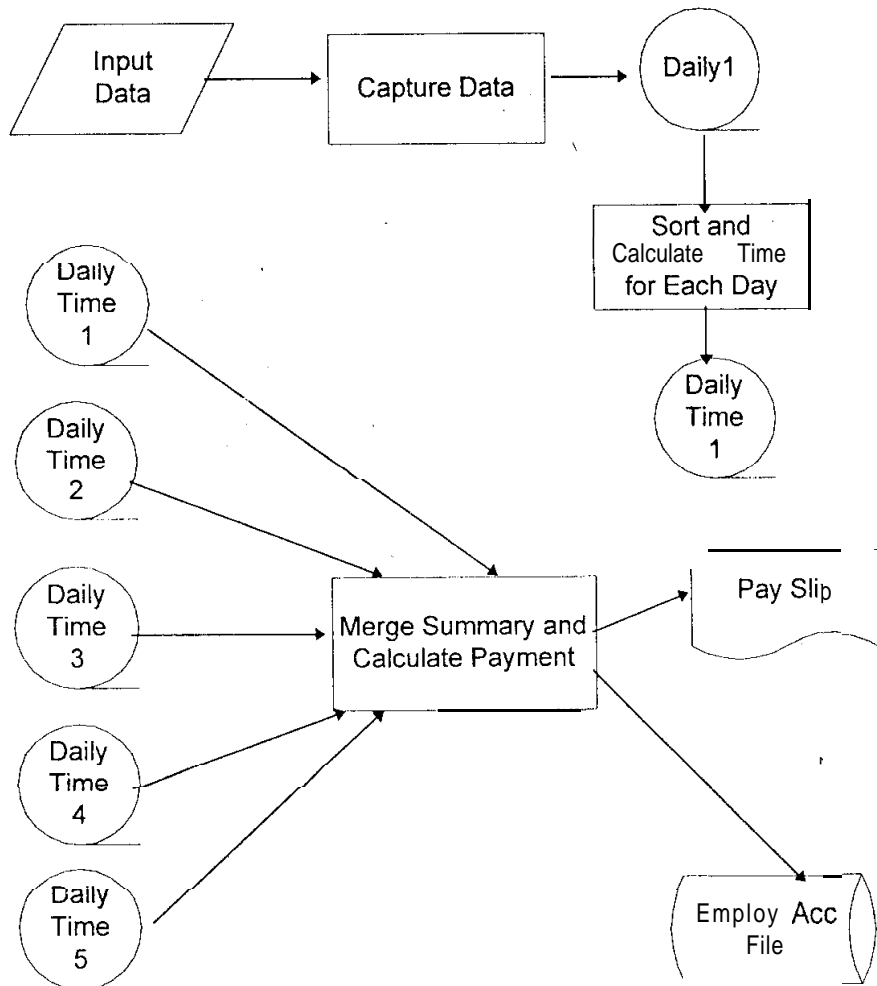 Input
Data
Capture Data
Daily1
Sort and
Calculate Time
for Each Day
Daily
Time
1
Daily
Time
1
Daily
Time
2
Daily
Time
3
Daily
Time
4
Daily
Time
5
Merge Summary and
Calculate Payment
Pay Slip
Employ Acc
File